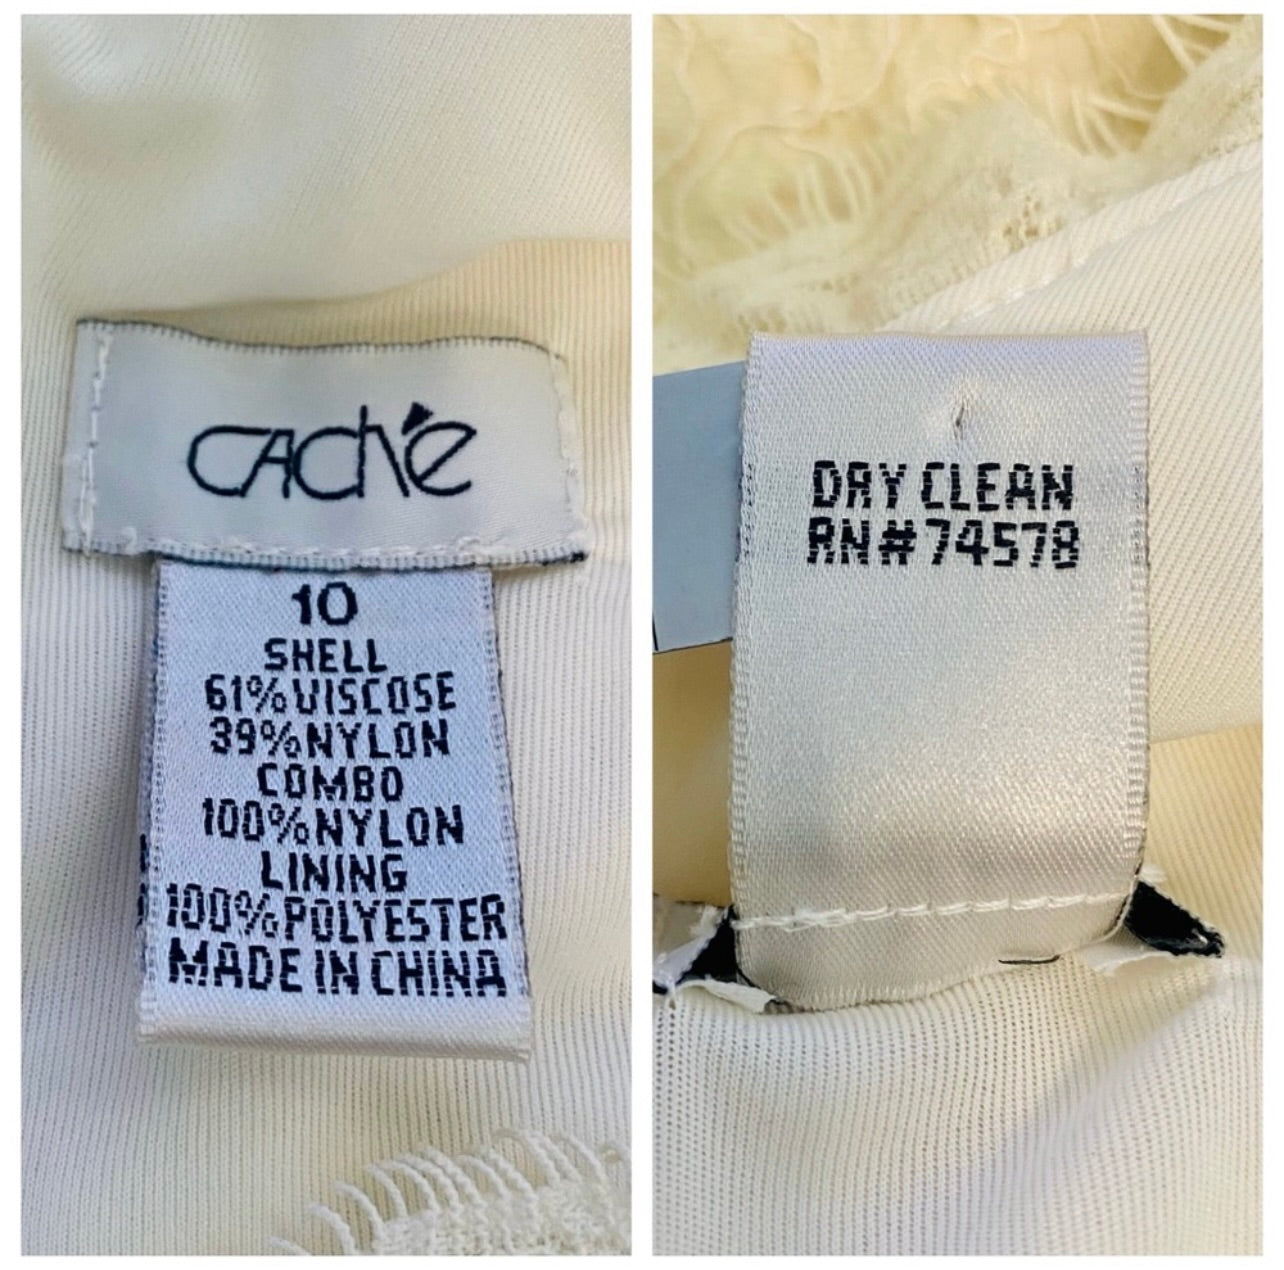 caché
10
SHELL
61%VISCOSE
39%NYLON
COMBO
100%NYLON
LINING
100%POLYESTER
MADE IN CHINA
DRY CLEAN
RN#74578